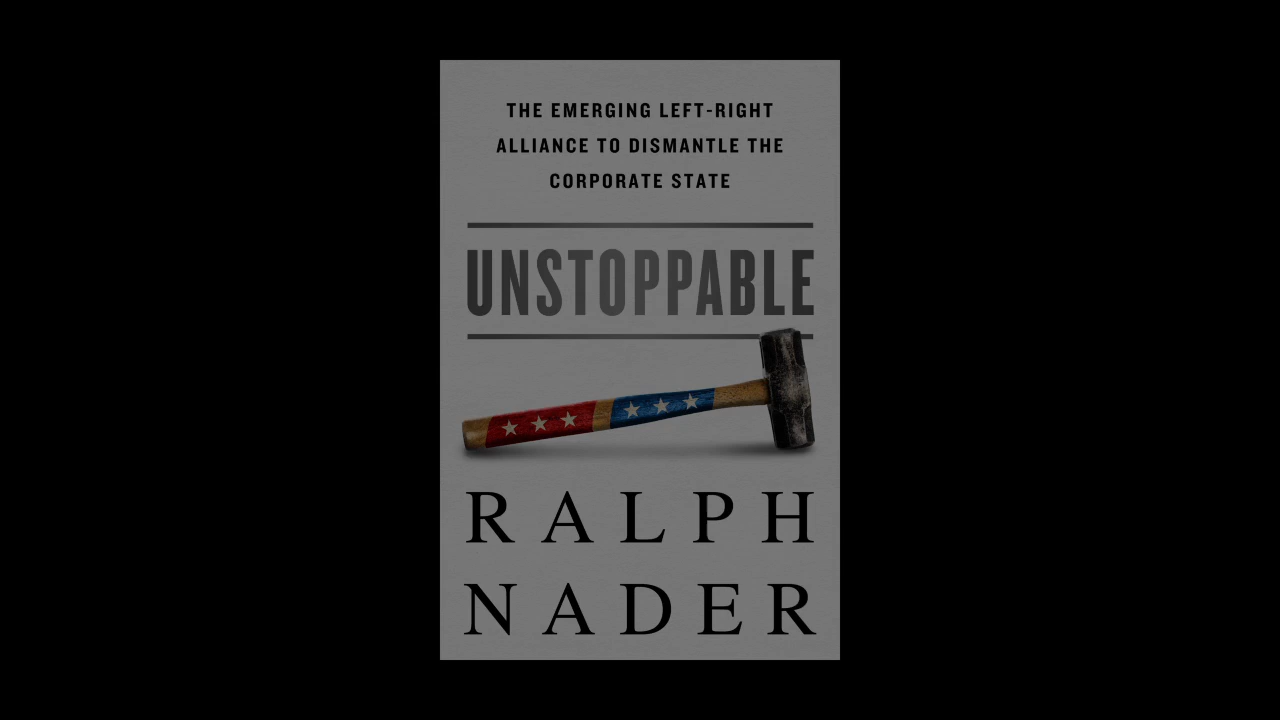 THE EMERGING LEFT-RIGHT
ALLIANCE TO DISMANTLE THE
CORPORATE STATE
UNSTOPPABLE
RALPH
NADER